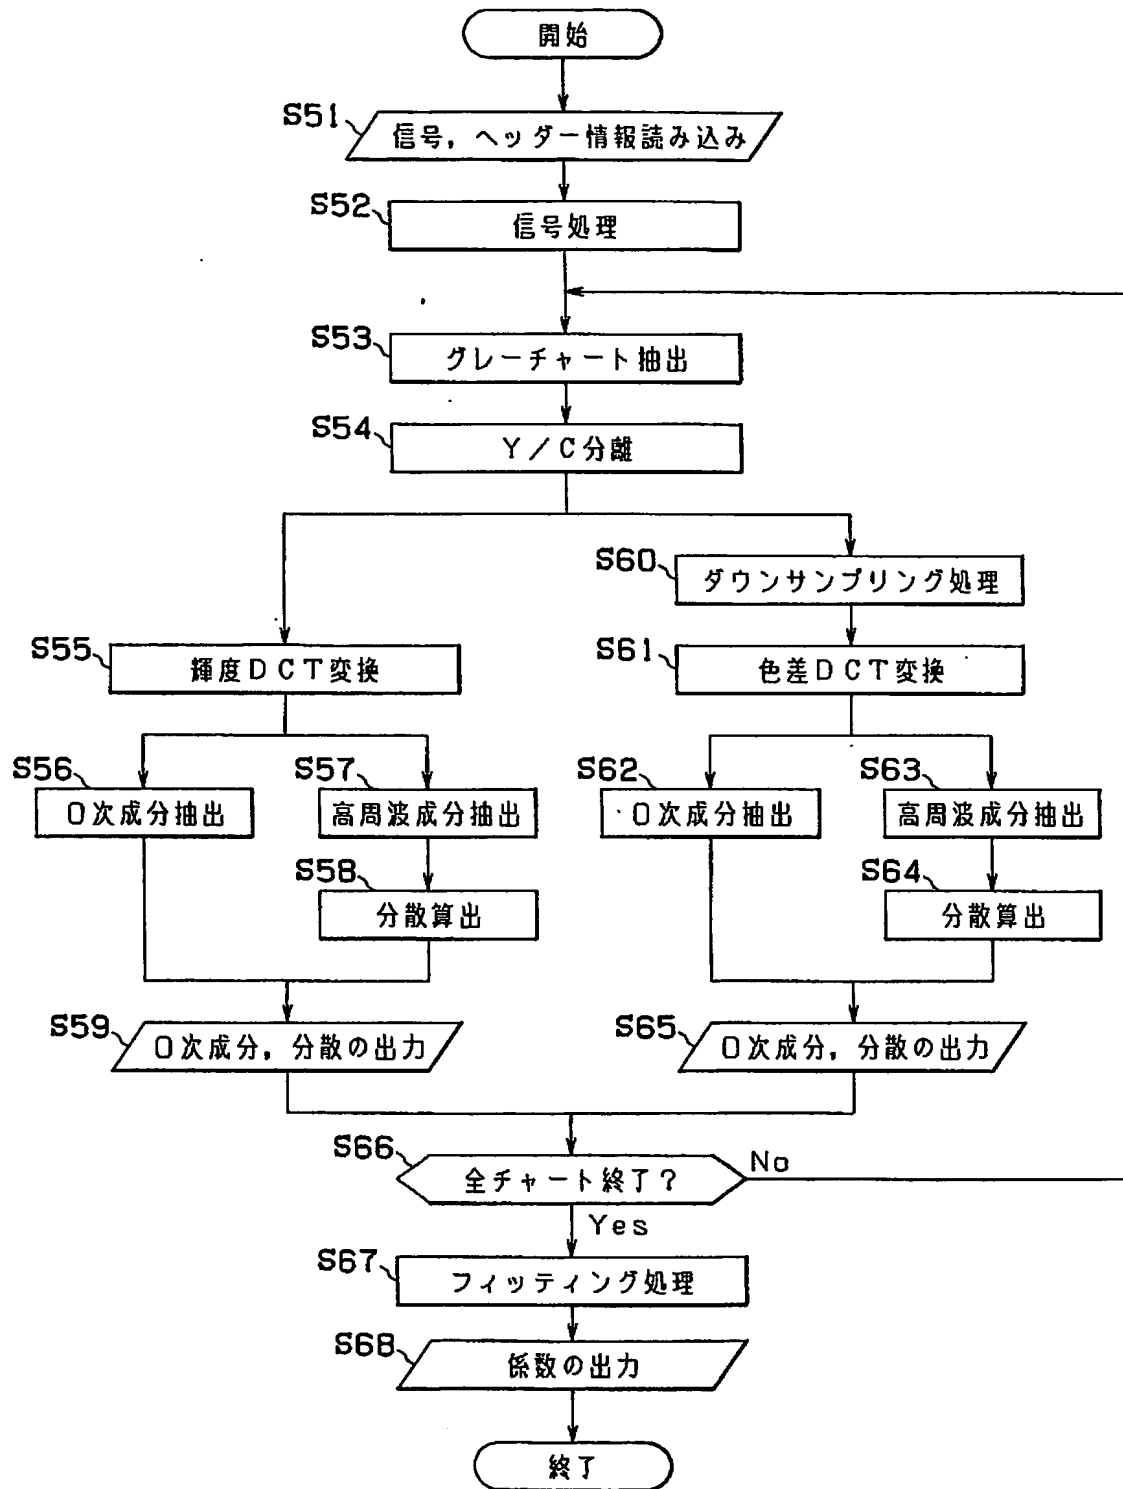 開始
S51
信号，ヘッダー情報読み込み
S52
信号処理
S53
グレーチャート抽出
S54
Y／C分離
S60
ダウンサンプリング処理
S55
輝度DCT変換
S61
色差DCT変換
S56
0次成分抽出
S57
高周波成分抽出
S62
0次成分抽出
S63
高周波成分抽出
S58
分散算出
S64
分散算出
S59
0次成分，分散の出力
S65
0次成分，分散の出力
S66
全チャート終了？
No
Yes
S67
フィッティング処理
S68
係数の出力
終了